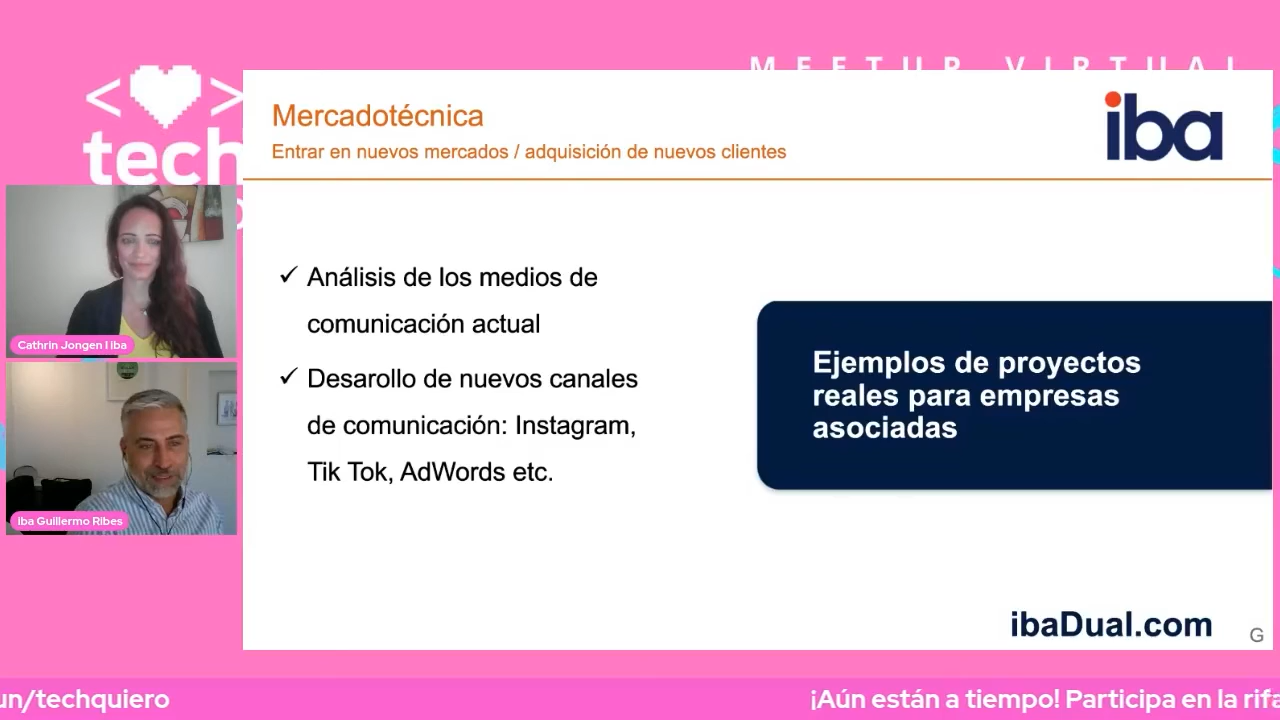 MEETUP VIRTUAL
< >
tech
Mercadotécnica
Entrar en nuevos mercados / adquisición de nuevos clientes
iba
Análisis de los medios de
comunicación actual
Desarollo de nuevos canales
de comunicación: Instagram,
Tik Tok, AdWords etc.
Ejemplos de proyectos
reales para empresas
asociadas
Cathrin Jongen I iba
Iba Guillermo Ribes
ibaDual.com
G
un/techquiero
¡Aún están a tiempo! Participa en la rifa